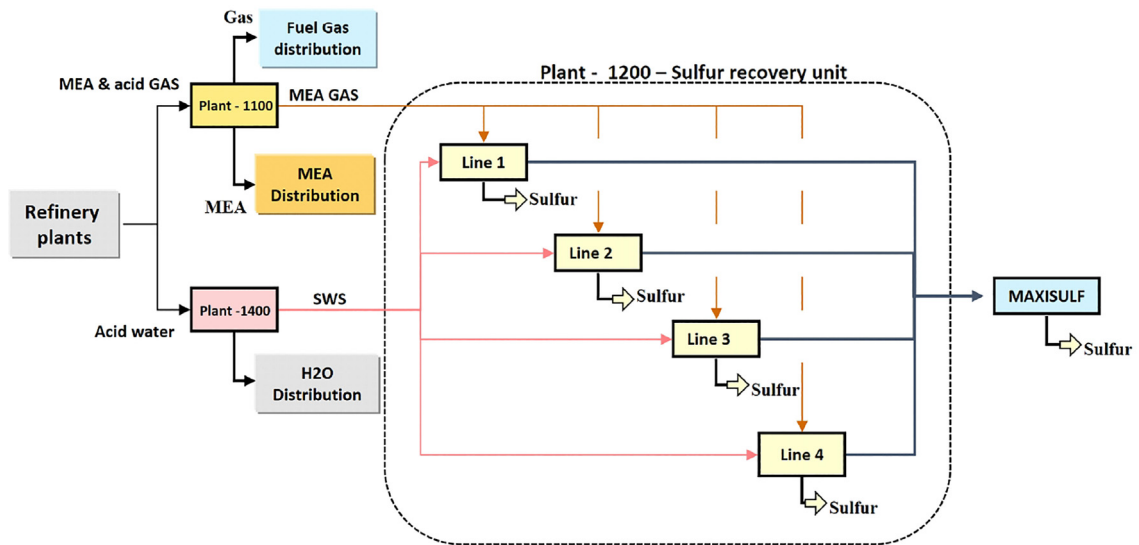 Gas
Fuel Gas
distribution
Plant - 1200 – Sulfur recovery unit
MEA & acid GAS
Plant - 1100
MEA GAS
Line 1
MEA
Distribution
Sulfur
MEA
Refinery
plants
Line 2
Sulfur
MAXISULF
Plant -1400
SWS
Acid water
Line 3
Sulfur
H2O
Distribution
Sulfur
Line 4
Sulfur